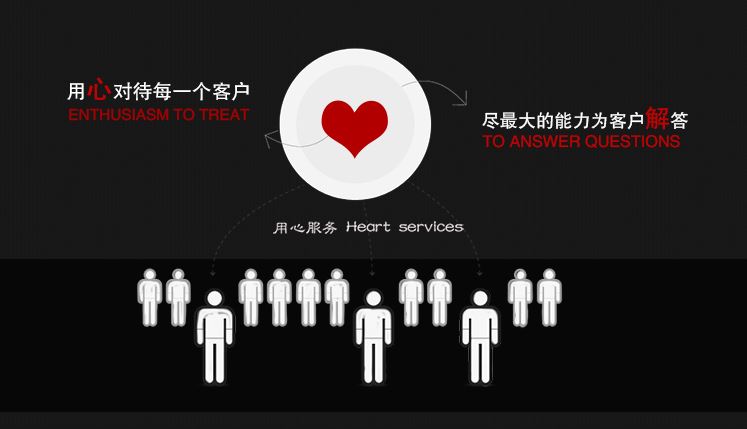 用心对待每一个客户
ENTHUSIASM TO TREAT
尽最大的能力为客户解答
TO ANSWER QUESTIONS
用心服务 Heart services